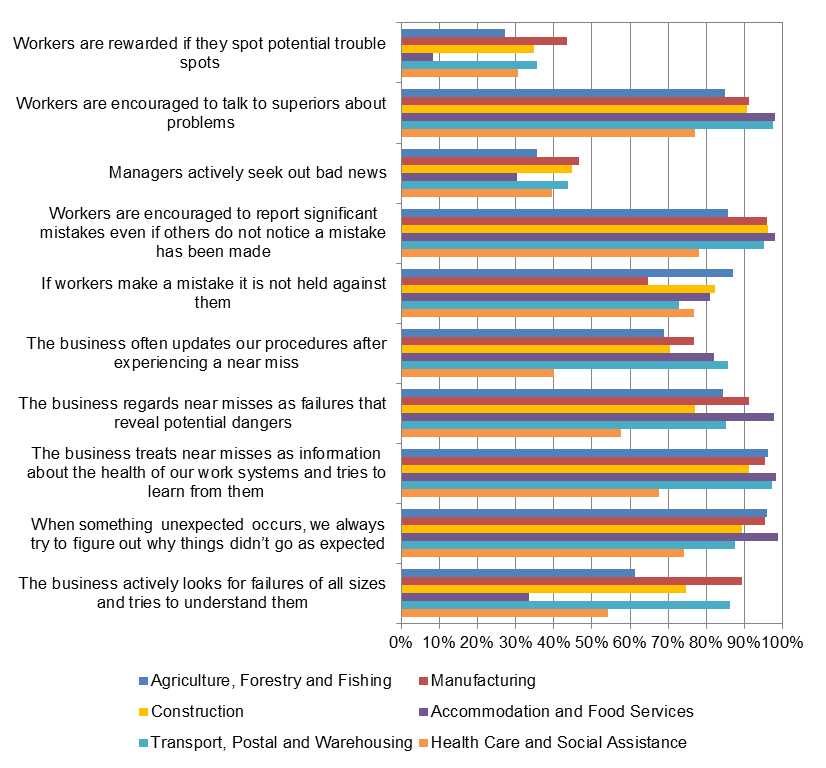 Workers are rewarded if they spot potential trouble
spots
Workers are encouraged to talk to superiors about
problems
Managers actively seek out bad news
Workers are encouraged to report significant
mistakes even if others do not notice a mistake
has been made
If workers make a mistake it is not held against
them
The business often updates our procedures after
experiencing a near miss
The business regards near misses as failures that
reveal potential dangers
The business treats near misses as information
about the health of our work systems and tries to
learn from them
When something unexpected occurs, we always
try to figure out why things didn’t go as expected
The business actively looks for failures of all sizes
and tries to understand them
0% 10% 20% 30% 40% 50% 60% 70% 80% 90% 100%
Agriculture, Forestry and Fishing Manufacturing
Construction Accommodation and Food Services
Transport, Postal and Warehousing Health Care and Social Assistance